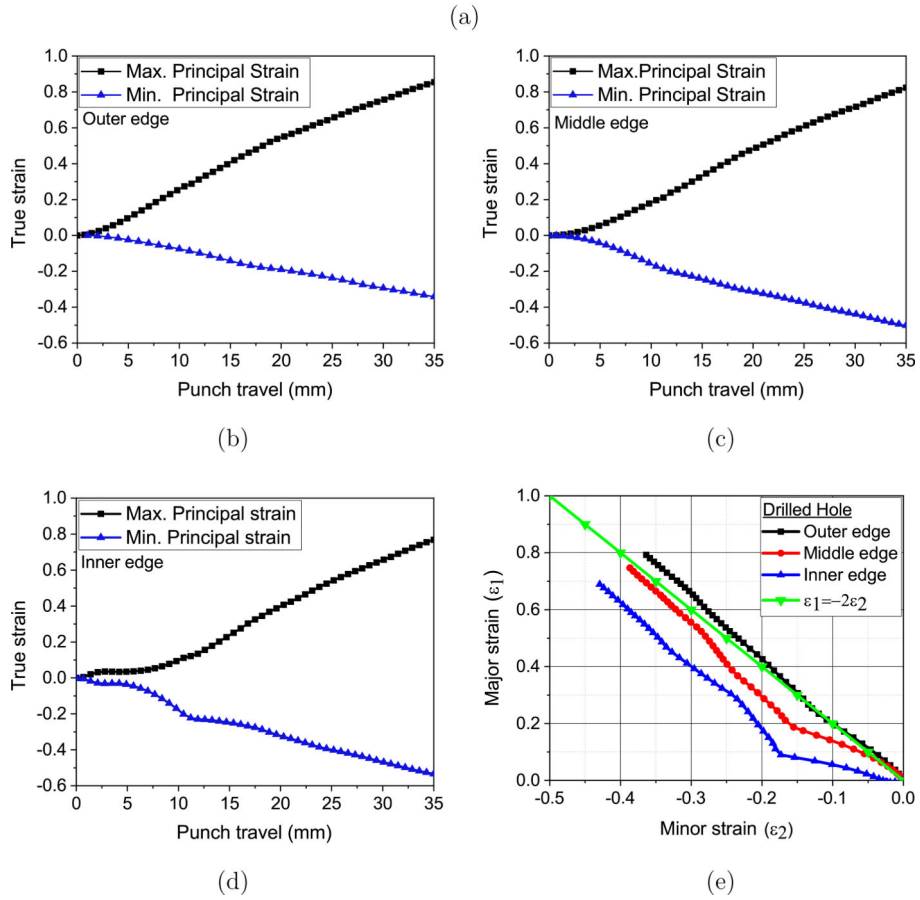 (a)
1.0
0.8
0.6
0.4
0.2
0.0
-0.2
-0.4
-0.6
True strain
Max. Principal Strain
Min. Principal Strain
Outer edge
0 5 10 15 20 25 30 35
Punch travel (mm)
(b)
1.0
0.8
0.6
0.4
0.2
0.0
-0.2
-0.4
-0.6
True strain
Max.Principal Strain
Min. Principal Strain
Middle edge
0 5 10 15 20 25 30 35
Punch travel (mm)
(c)
1.0
0.8
0.6
0.4
0.2
0.0
-0.2
-0.4
-0.6
True strain
Max. Principal strain
Min. Principal strain
Inner edge
0 5 10 15 20 25 30 35
Punch travel (mm)
(d)
1.0
0.8
0.6
0.4
0.2
0.0
Major strain (ε1)
Drilled Hole
Outer edge
Middle edge
Inner edge
ε1=-2ε2
-0.5 -0.4 -0.3 -0.2 -0.1 0.0
Minor strain (ε2)
(e)